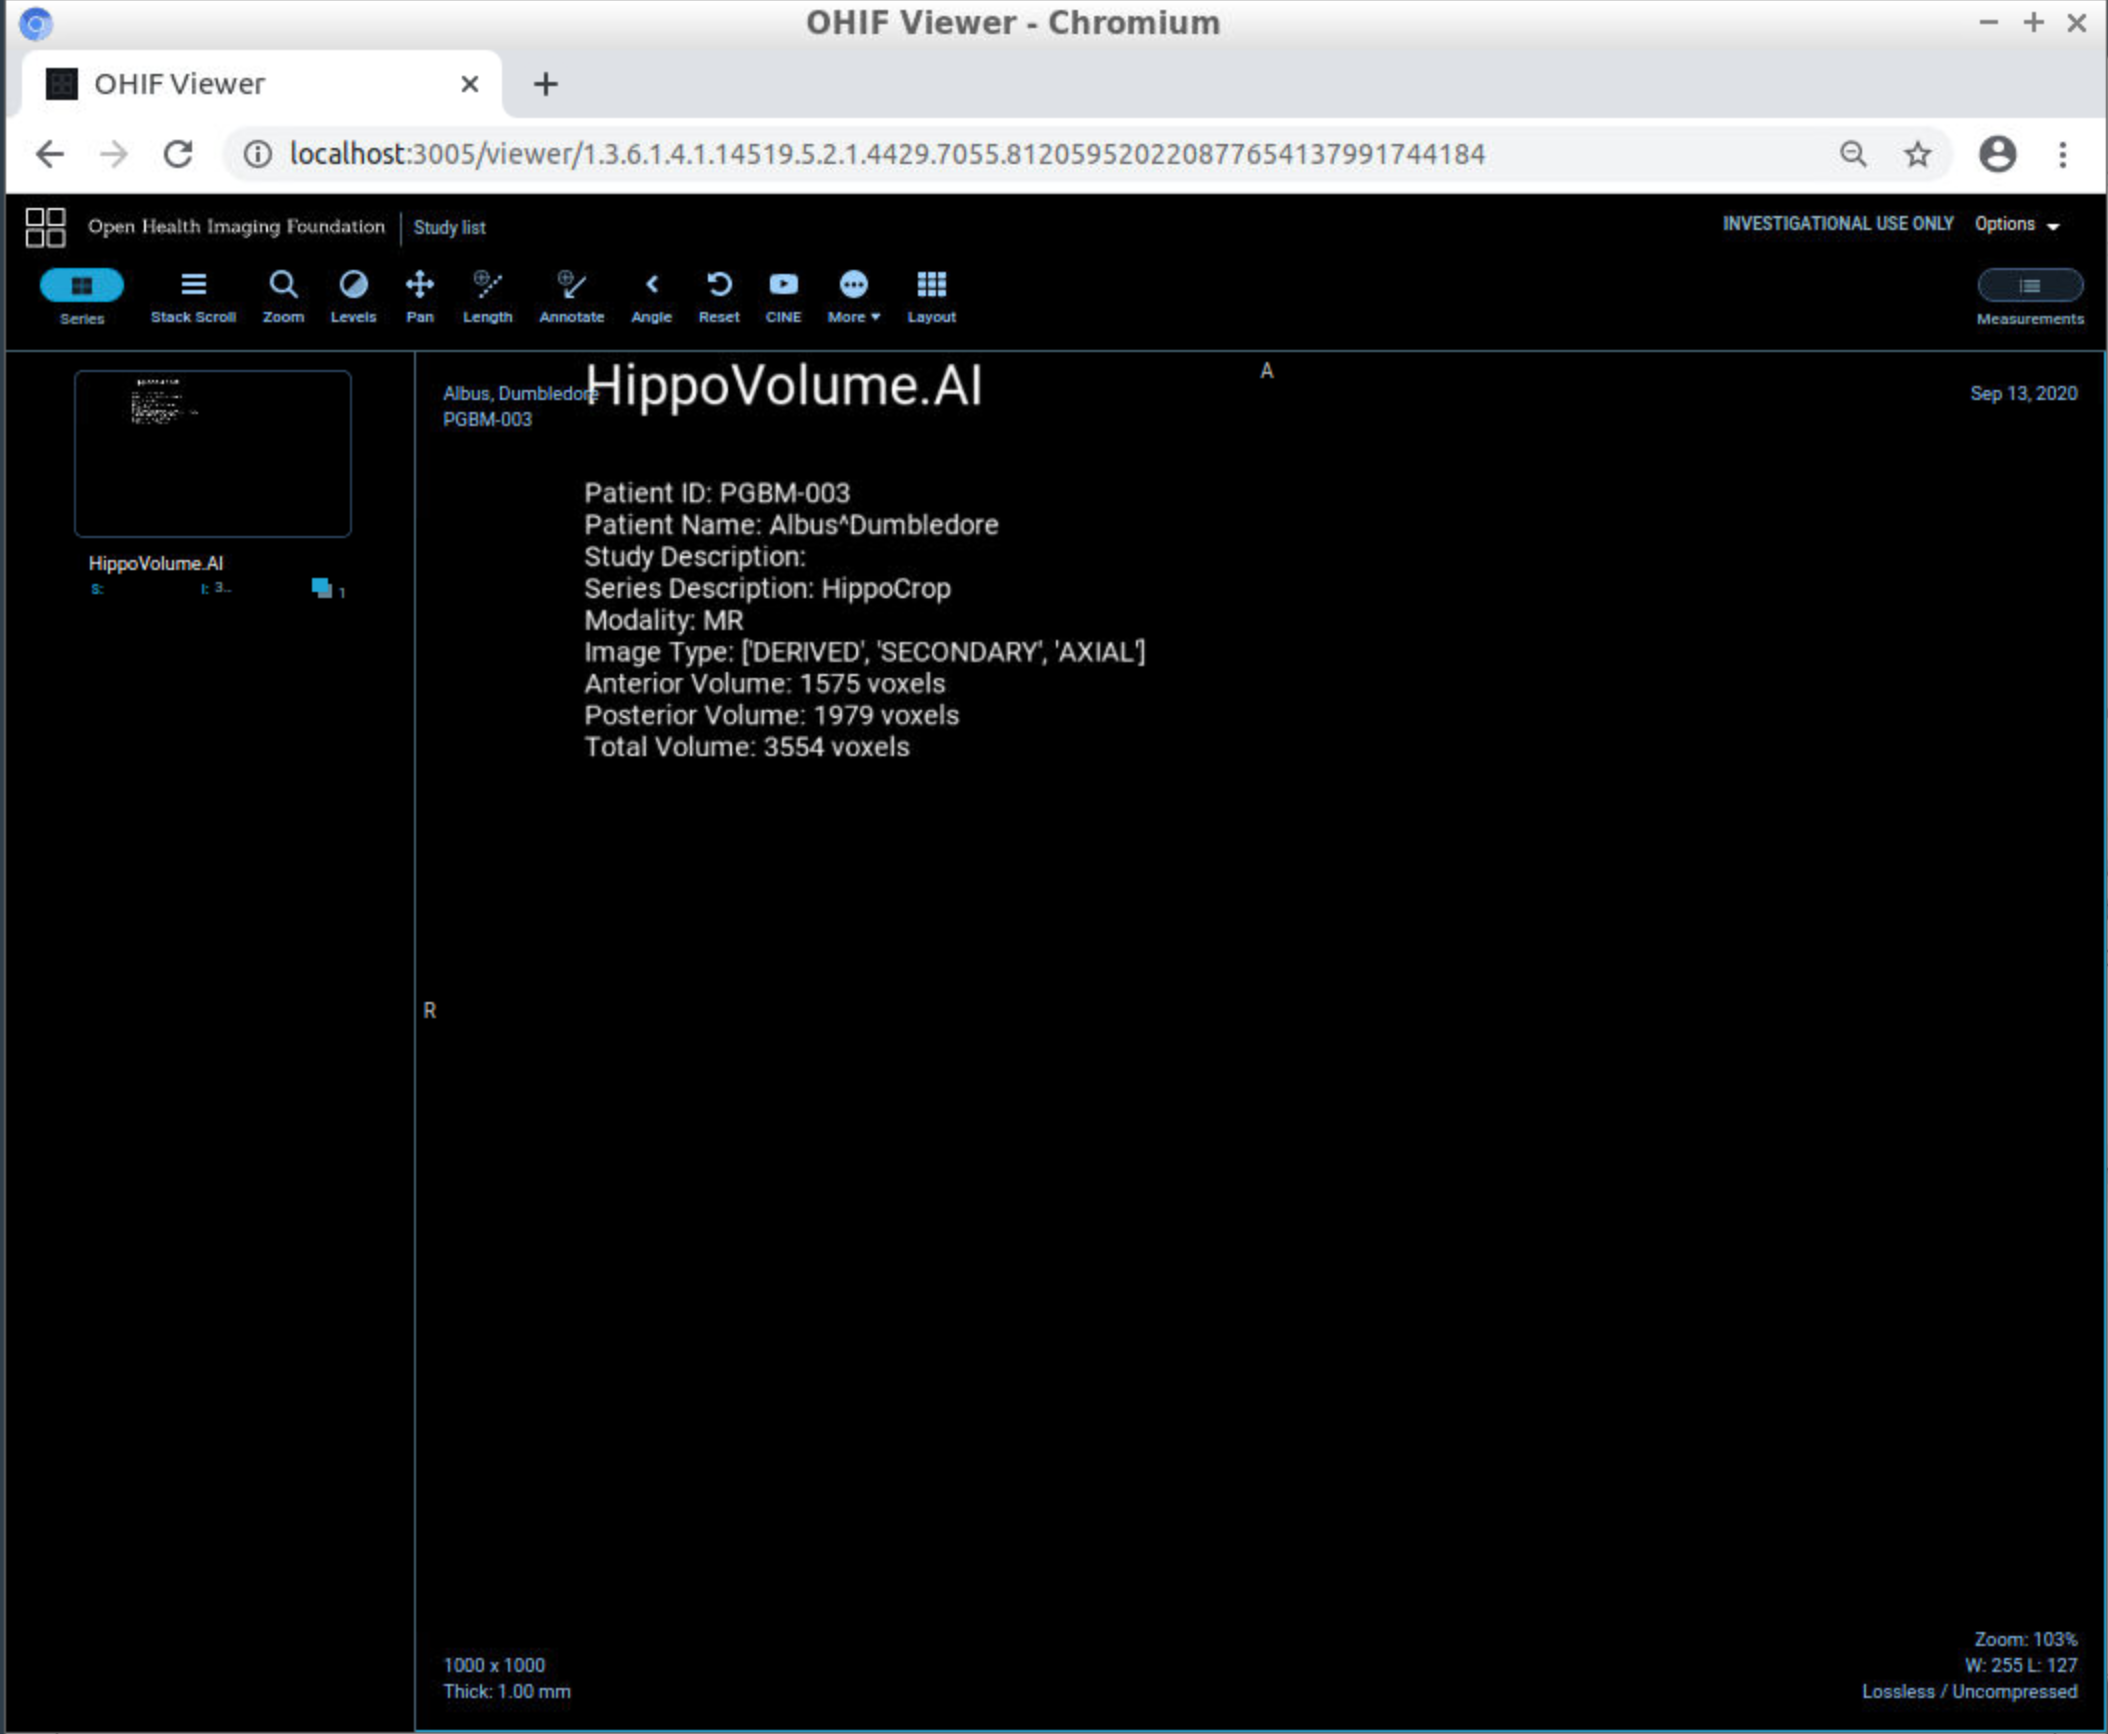 OHIF Viewer - Chromium
OHIF Viewer
localhost:3005/viewer/1.3.6.1.4.1.14519.5.2.1.4429.7055.812059520220877654137991744184
Open Health Imaging Foundation Study list
INVESTIGATIONAL USE ONLY Options
Series Stack Scroll Zoom Levels Pan Length Annotate Angle Reset CINE More Layout Measurements
HippoVolume.AI
S: I: 3... 1
A
Albus, Dumbledore
PGBM-003
Sep 13, 2020
HippoVolume.AI
Patient ID: PGBM-003
Patient Name: Albus^Dumbledore
Study Description:
Series Description: HippoCrop
Modality: MR
Image Type: ['DERIVED', 'SECONDARY', 'AXIAL']
Anterior Volume: 1575 voxels
Posterior Volume: 1979 voxels
Total Volume: 3554 voxels
R
1000 x 1000
Thick: 1.00 mm
Zoom: 103%
W: 255 L: 127
Lossless / Uncompressed